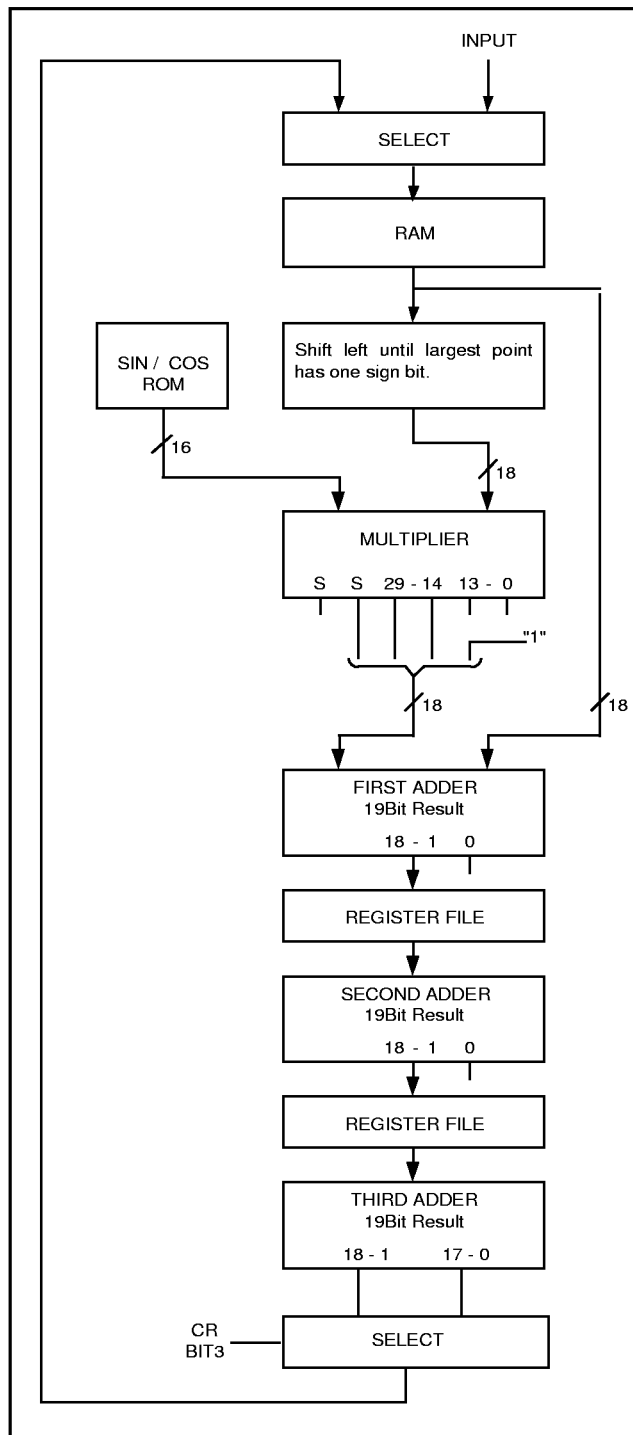 INPUT
SELECT
RAM
Shift left until largest point
has one sign bit.
SIN / COS
ROM
16
18
MULTIPLIER
S S 29 - 14 13 - 0
"1"
18
18
FIRST ADDER
19Bit Result
18 - 1 0
REGISTER FILE
SECOND ADDER
19Bit Result
18 - 1 0
REGISTER FILE
THIRD ADDER
19Bit Result
18 - 1 17 - 0
CR
BIT3
SELECT